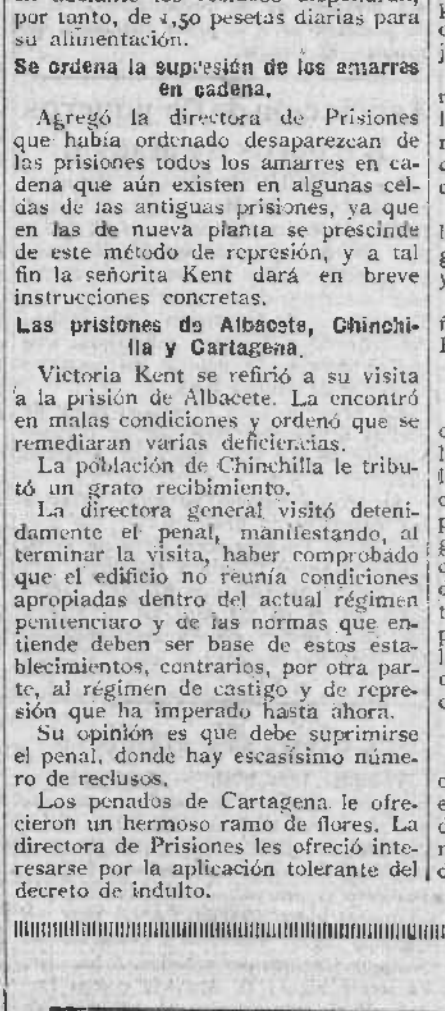 por tanto, de 1,50 pesetas diarias para
su alimentación.
Se ordena la supresión de los amarres
en cadena.
Agregó la directora de Prisiones
que había ordenado desaparezcan de
las prisiones todos los amarres en ca-
dena que aún existen en algunas cel-
das de las antiguas prisiones, ya que
en las de nueva planta se prescinde
de este método de represión, y a tal
fin la señorita Kent dará en breve
instrucciones concretas.
Las prisiones de Albacete, Chinchi-
lla y Cartagena.
Victoria Kent se refirió a su visita
a la prisión de Albacete. La encontró
en malas condiciones y ordenó que se
remediaran varias deficiencias.
La población de Chinchilla le tribu-
tó un grato recibimiento.
La directora general visitó deteni-
damente el penal, manifestando, al
terminar la visita, haber comprobado
que el edificio no reunía condiciones
apropiadas dentro del actual régimen
penitenciaro y de las normas que en-
tiende deben ser base de estos esta-
blecimientos, contrarios, por otra par-
te, al régimen de castigo y de repre-
sión que ha imperado hasta ahora.
Su opinión es que debe suprimirse
el penal, donde hay escasísimo núme-
ro de reclusos.
Los penados de Cartagena le ofre-
cieron un hermoso ramo de flores. La
directora de Prisiones les ofreció inte-
resarse por la aplicación tolerante del
decreto de indulto.